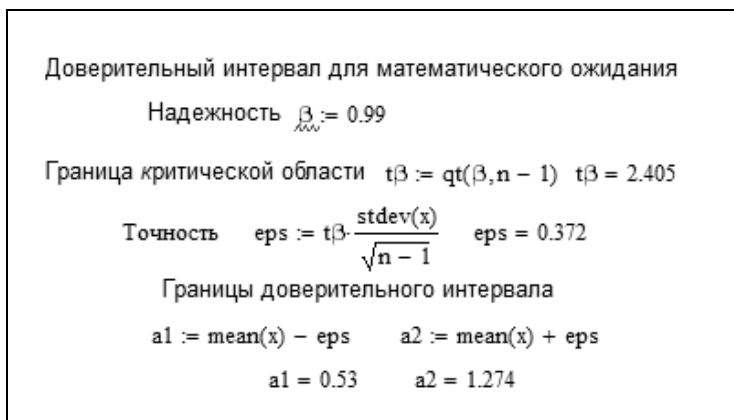 Доверительный интервал для математического ожидания
Надежность β := 0.99
Граница критической области tβ := qt(β, n − 1) tβ = 2.405
Точность eps := tβ· stdev(x) / √(n − 1) eps = 0.372
Границы доверительного интервала
a1 := mean(x) − eps a2 := mean(x) + eps
a1 = 0.53 a2 = 1.274